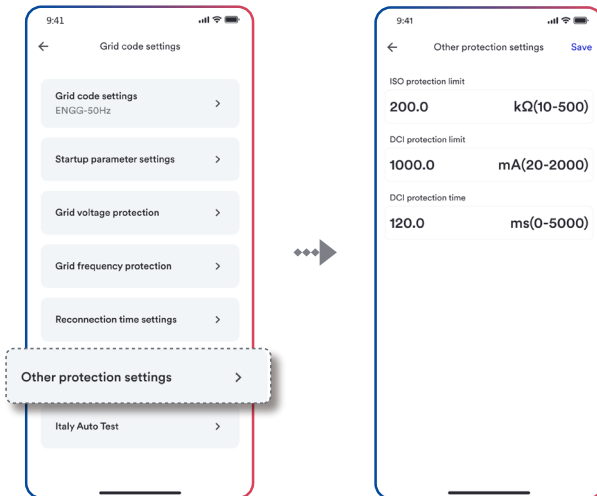 9:41
Grid code settings
Grid code settings
ENGG-50Hz
Startup parameter settings
Grid voltage protection
Grid frequency protection
Reconnection time settings
Other protection settings
Italy Auto Test
9:41
Other protection settings Save
ISO protection limit
200.0 kΩ(10-500)
DCI protection limit
1000.0 mA(20-2000)
DCI protection time
120.0 ms(0-5000)